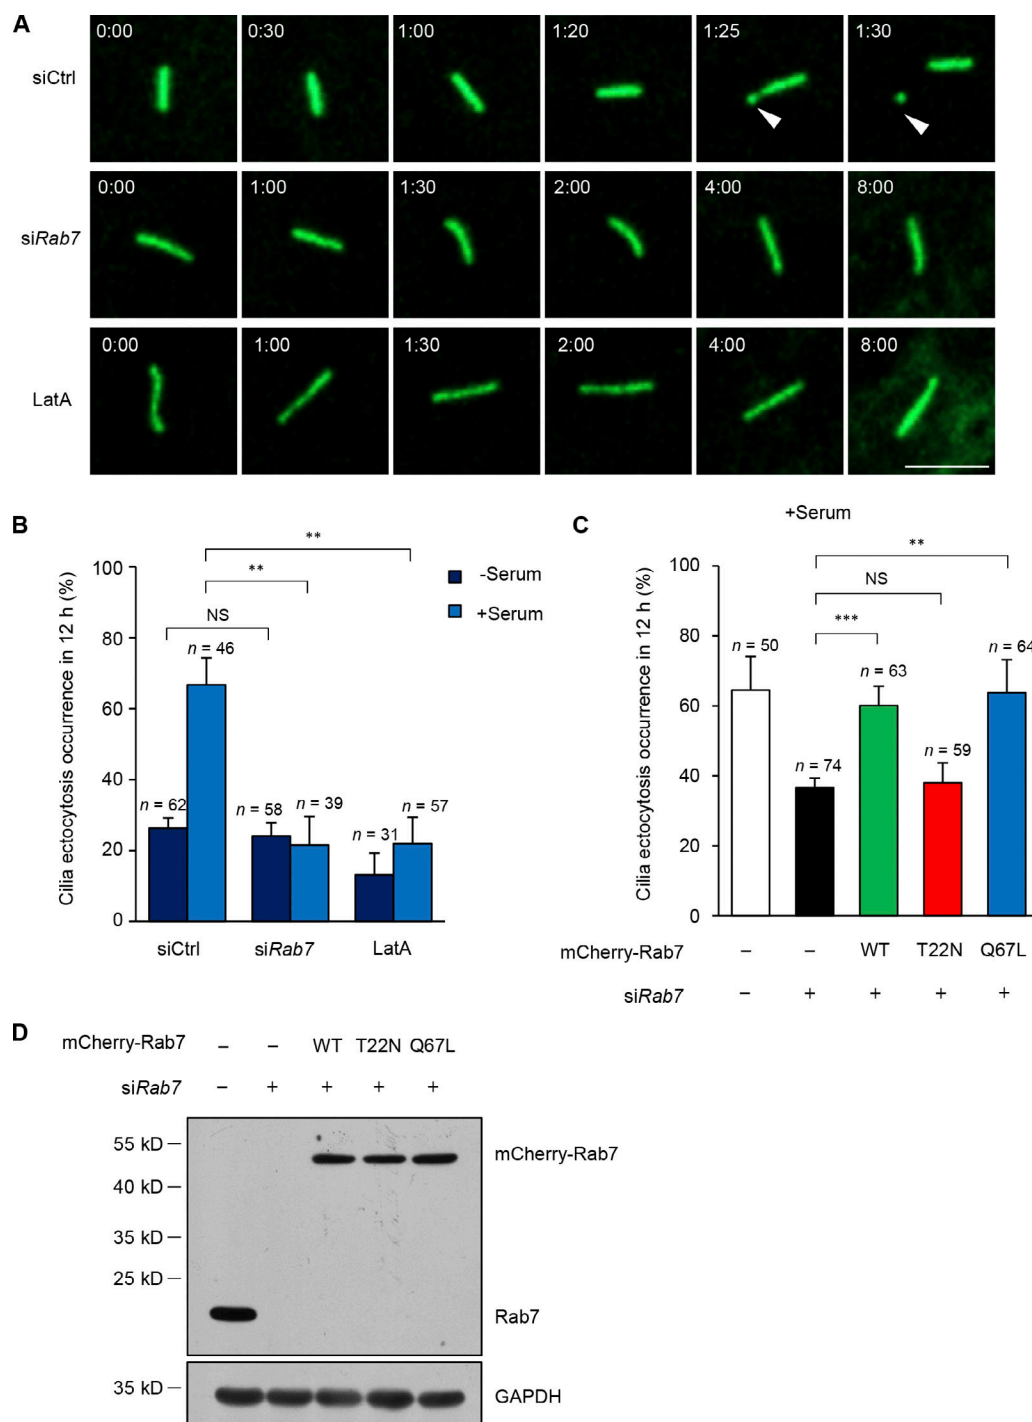 A
siCtrl
0:00 0:30 1:00 1:20 1:25 1:30
siRab7
0:00 1:00 1:30 2:00 4:00 8:00
LatA
0:00 1:00 1:30 2:00 4:00 8:00
B
Cilia ectocytosis occurrence in 12 h (%)
100
80
60
40
20
0
**
**
NS
-Serum
+Serum
n = 46
n = 62
n = 58
n = 39
n = 31
n = 57
siCtrl siRab7 LatA
C
+Serum
Cilia ectocytosis occurrence in 12 h (%)
100
80
60
40
20
0
**
NS
***
n = 50
n = 74
n = 63
n = 59
n = 64
mCherry-Rab7 – – WT T22N Q67L
siRab7 – + + + +
D
mCherry-Rab7 – – WT T22N Q67L
siRab7 – + + + +
55 kD
40 kD
35 kD
25 kD
mCherry-Rab7
Rab7
35 kD
GAPDH